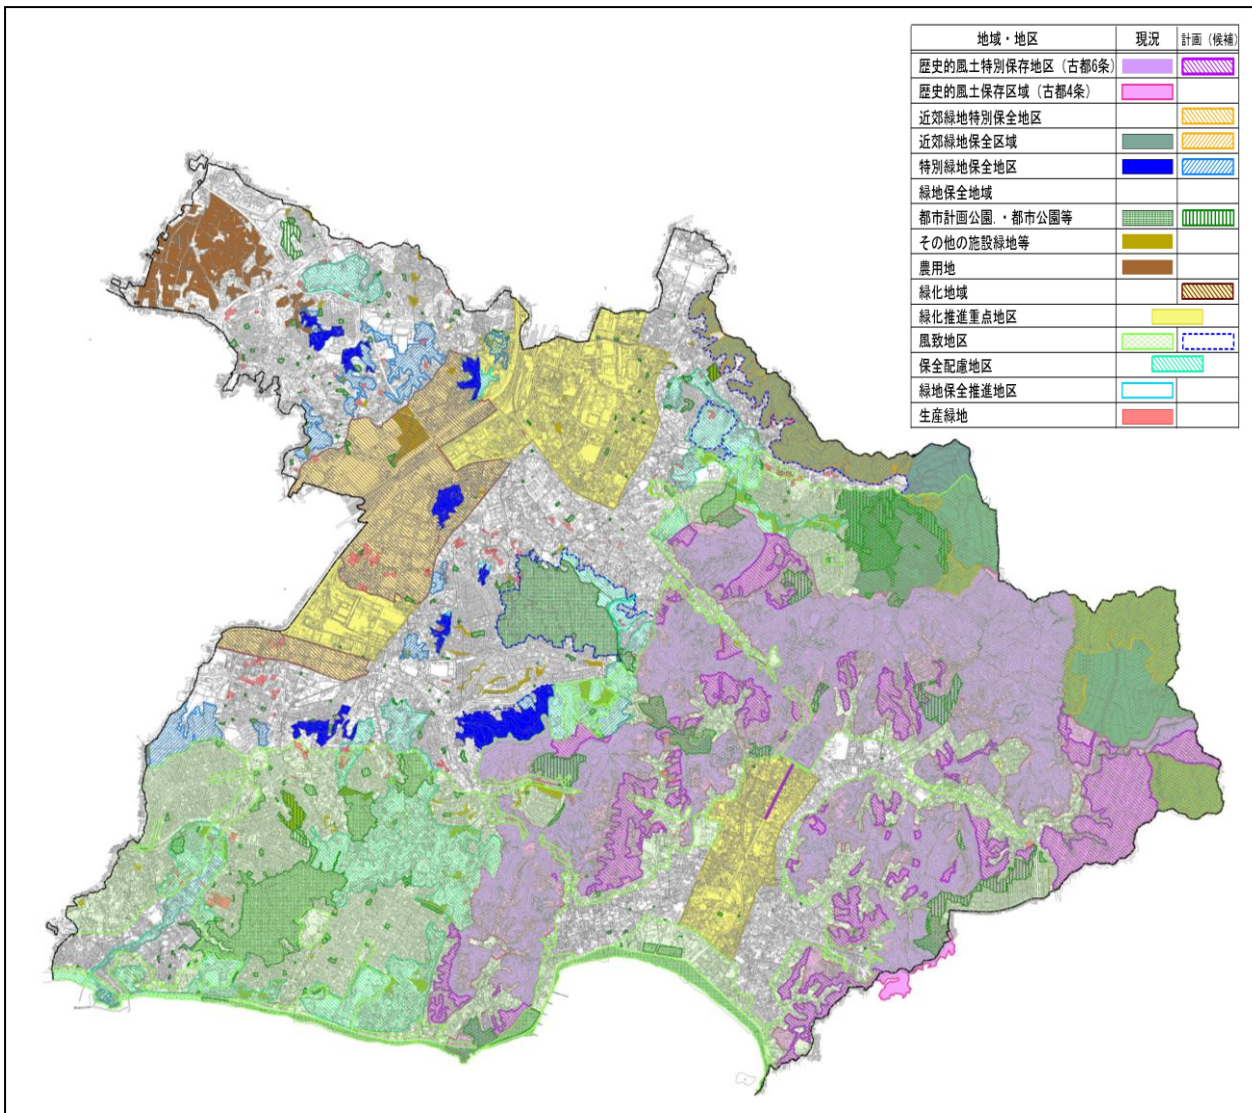 地域・地区 現況 計画（候補）
歴史的風土特別保存地区（古都6条）
歴史的風土保存区域（古都4条）
近郊緑地特別保全地区
近郊緑地保全区域
特別緑地保全地区
緑地保全地域
都市計画公園．・都市公園等
その他の施設緑地等
農用地
緑化地域
緑化推進重点地区
風致地区
保全配慮地区
緑地保全推進地区
生産緑地